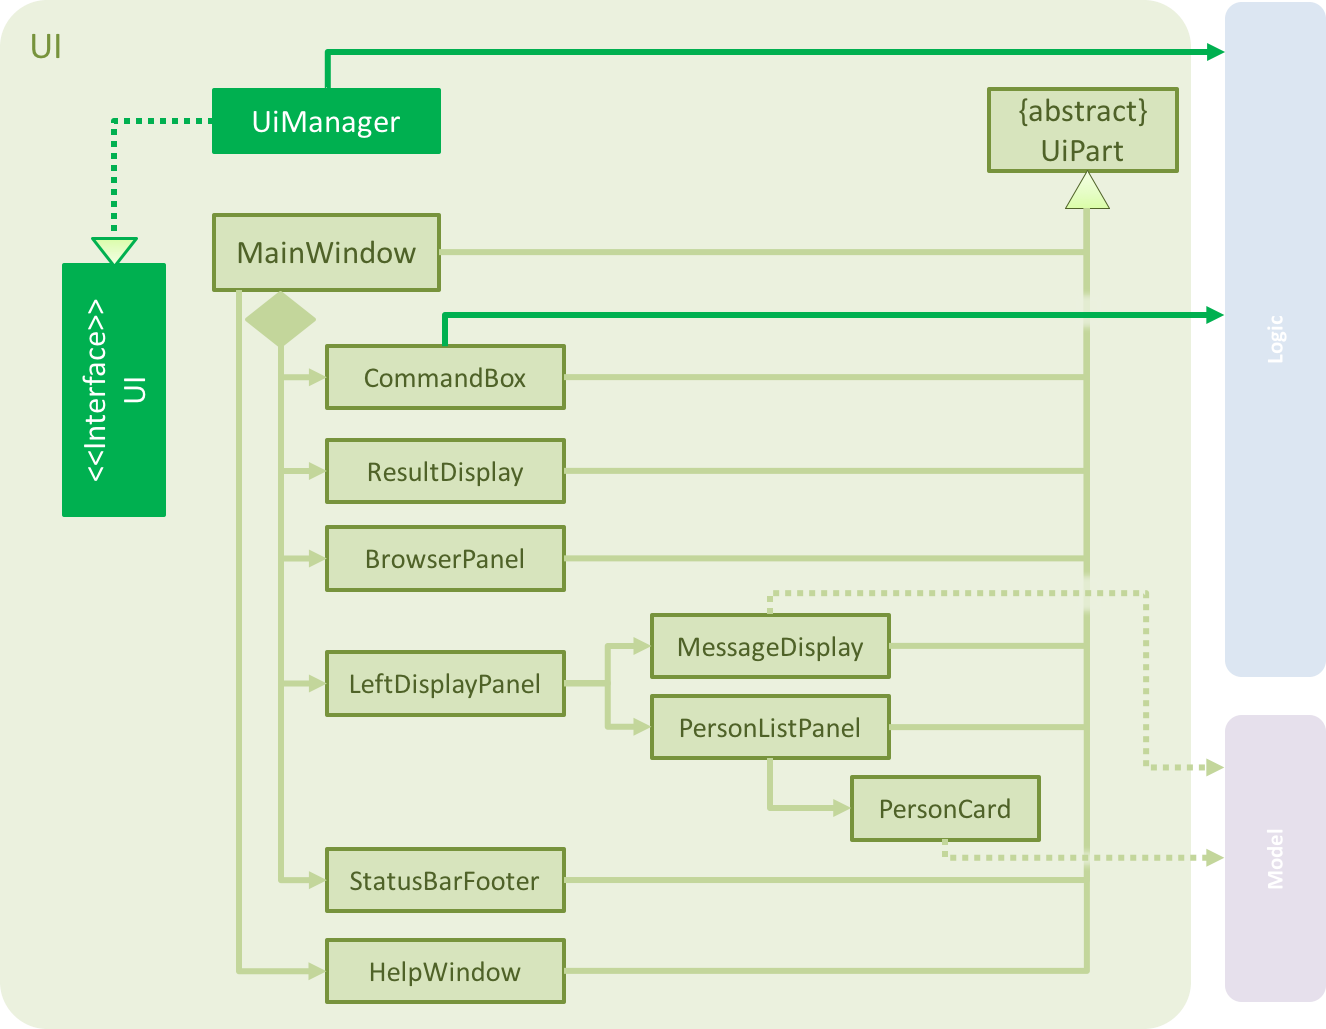 UI
UiManager
{abstract}
UiPart
MainWindow
<<Interface>>
UI
CommandBox
Logic
ResultDisplay
BrowserPanel
MessageDisplay
LeftDisplayPanel
PersonListPanel
PersonCard
Model
StatusBarFooter
HelpWindow